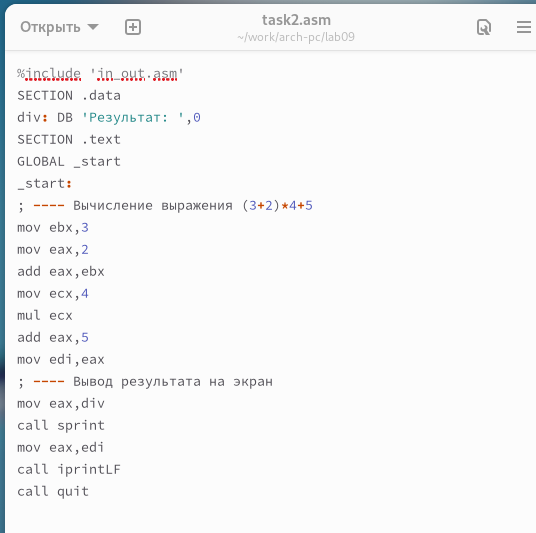 Открыть
task2.asm
~/work/arch-pc/lab09
%include 'in_out.asm'
SECTION .data
div: DB 'Результат: ',0
SECTION .text
GLOBAL _start
_start:
; ---- Вычисление выражения (3+2)*4+5
mov ebx,3
mov eax,2
add eax,ebx
mov ecx,4
mul ecx
add eax,5
mov edi,eax
; ---- Вывод результата на экран
mov eax,div
call sprint
mov eax,edi
call iprintLF
call quit